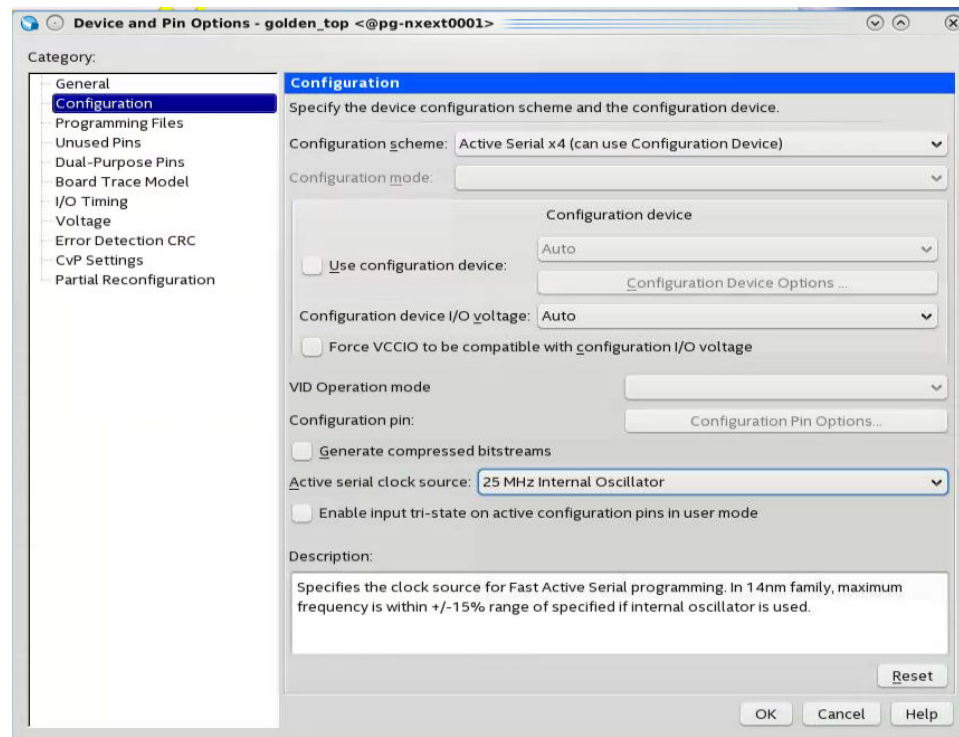 Device and Pin Options - golden_top <@pg-nxext0001>
Category:
General
Configuration
Programming Files
Unused Pins
Dual-Purpose Pins
Board Trace Model
I/O Timing
Voltage
Error Detection CRC
CvP Settings
Partial Reconfiguration
Configuration
Specify the device configuration scheme and the configuration device.
Configuration scheme: Active Serial x4 (can use Configuration Device)
Configuration mode:
Configuration device
Auto
Use configuration device:
Configuration Device Options ...
Configuration device I/O voltage: Auto
Force VCCIO to be compatible with configuration I/O voltage
VID Operation mode
Configuration pin: Configuration Pin Options...
Generate compressed bitstreams
Active serial clock source: 25 MHz Internal Oscillator
Enable input tri-state on active configuration pins in user mode
Description:
Specifies the clock source for Fast Active Serial programming. In 14nm family, maximum
frequency is within +/-15% range of specified if internal oscillator is used.
Reset
OK Cancel Help